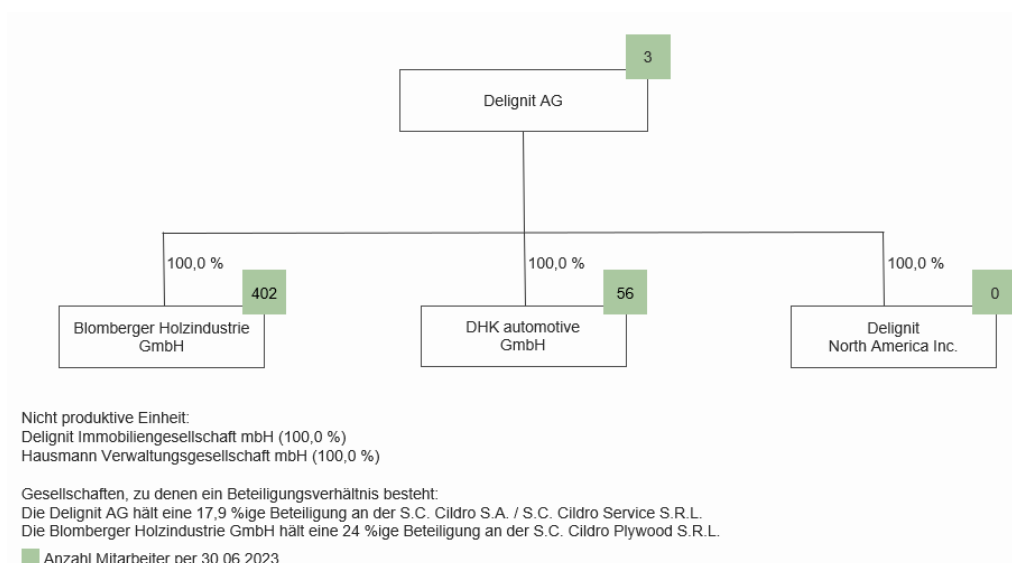 3
Delignit AG
100,0 %
100,0 %
100,0 %
402
56
0
Blomberger Holzindustrie
GmbH
DHK automotive
GmbH
Delignit
North America Inc.
Nicht produktive Einheit:
Delignit Immobiliengesellschaft mbH (100,0 %)
Hausmann Verwaltungsgesellschaft mbH (100,0 %)
Gesellschaften, zu denen ein Beteiligungsverhältnis besteht:
Die Delignit AG hält eine 17,9 %ige Beteiligung an der S.C. Cildro S.A. / S.C. Cildro Service S.R.L.
Die Blomberger Holzindustrie GmbH hält eine 24 %ige Beteiligung an der S.C. Cildro Plywood S.R.L.
Anzahl Mitarbeiter per 30.06.2023